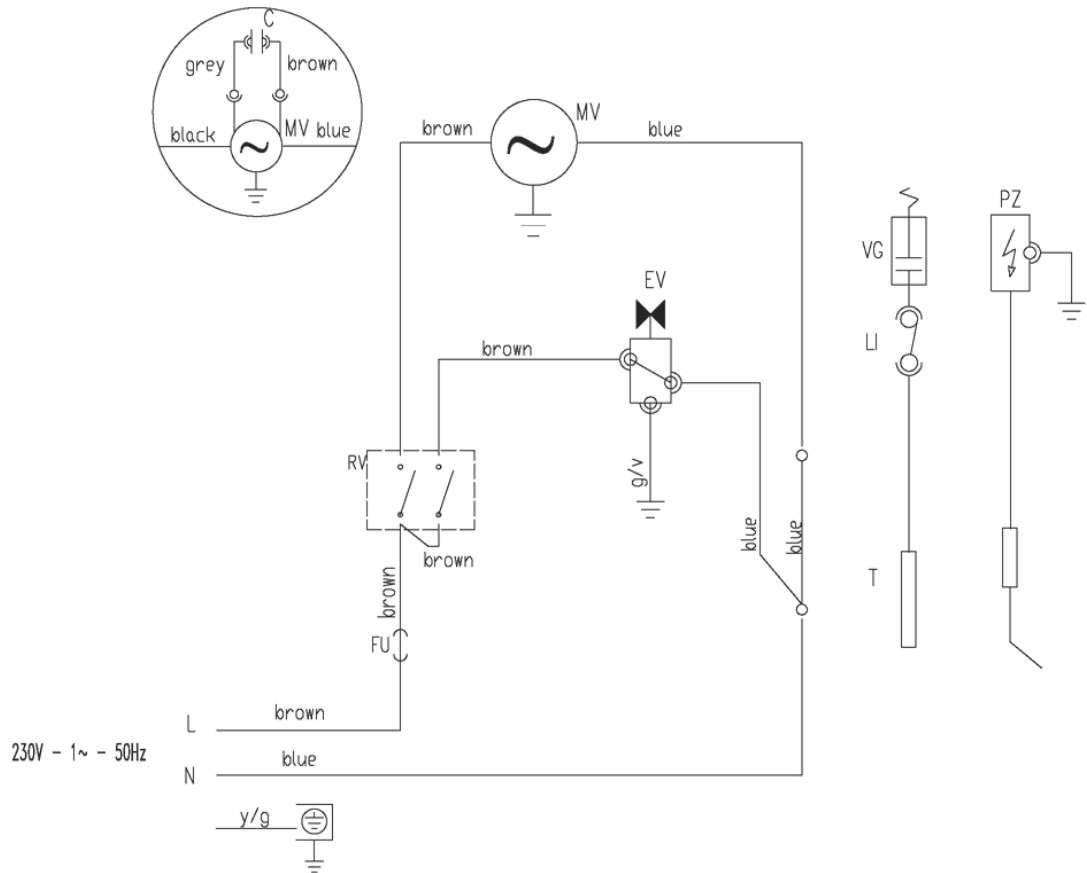 C
grey
brown
black
MV
blue
brown
MV
blue
VG
PZ
EV
LI
brown
RV
g/v
blue
blue
brown
brown
T
FU
L
brown
230V - 1~ - 50Hz
N
blue
y/g